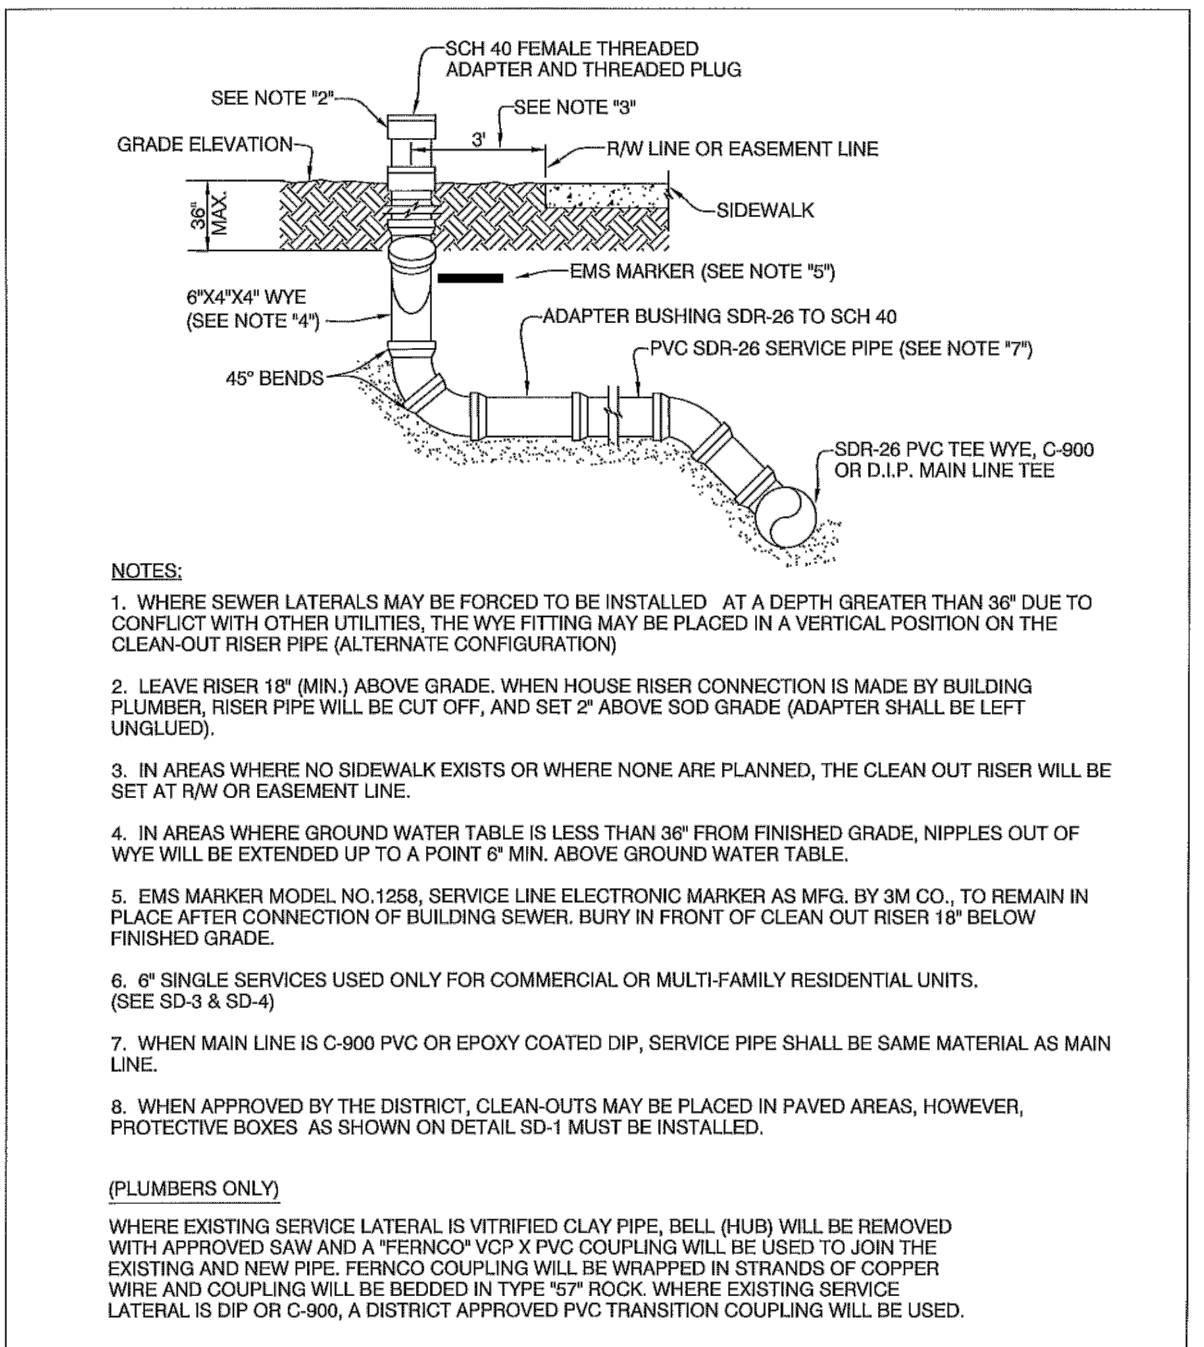 SCH 40 FEMALE THREADED
ADAPTER AND THREADED PLUG
SEE NOTE "2"
SEE NOTE "3"
GRADE ELEVATION
3'
R/W LINE OR EASEMENT LINE
36"
MAX.
SIDEWALK
EMS MARKER (SEE NOTE "5")
6"X4"X4" WYE
(SEE NOTE "4")
ADAPTER BUSHING SDR-26 TO SCH 40
PVC SDR-26 SERVICE PIPE (SEE NOTE "7")
45° BENDS
SDR-26 PVC TEE WYE, C-900
OR D.I.P. MAIN LINE TEE
NOTES:
1. WHERE SEWER LATERALS MAY BE FORCED TO BE INSTALLED AT A DEPTH GREATER THAN 36" DUE TO
CONFLICT WITH OTHER UTILITIES, THE WYE FITTING MAY BE PLACED IN A VERTICAL POSITION ON THE
CLEAN-OUT RISER PIPE (ALTERNATE CONFIGURATION)
2. LEAVE RISER 18" (MIN.) ABOVE GRADE. WHEN HOUSE RISER CONNECTION IS MADE BY BUILDING
PLUMBER, RISER PIPE WILL BE CUT OFF, AND SET 2" ABOVE SOD GRADE (ADAPTER SHALL BE LEFT
UNGLUED).
3. IN AREAS WHERE NO SIDEWALK EXISTS OR WHERE NONE ARE PLANNED, THE CLEAN OUT RISER WILL BE
SET AT R/W OR EASEMENT LINE.
4. IN AREAS WHERE GROUND WATER TABLE IS LESS THAN 36" FROM FINISHED GRADE, NIPPLES OUT OF
WYE WILL BE EXTENDED UP TO A POINT 6" MIN. ABOVE GROUND WATER TABLE.
5. EMS MARKER MODEL NO.1258, SERVICE LINE ELECTRONIC MARKER AS MFG. BY 3M CO., TO REMAIN IN
PLACE AFTER CONNECTION OF BUILDING SEWER. BURY IN FRONT OF CLEAN OUT RISER 18" BELOW
FINISHED GRADE.
6. 6" SINGLE SERVICES USED ONLY FOR COMMERCIAL OR MULTI-FAMILY RESIDENTIAL UNITS.
(SEE SD-3 & SD-4)
7. WHEN MAIN LINE IS C-900 PVC OR EPOXY COATED DIP, SERVICE PIPE SHALL BE SAME MATERIAL AS MAIN
LINE.
8. WHEN APPROVED BY THE DISTRICT, CLEAN-OUTS MAY BE PLACED IN PAVED AREAS, HOWEVER,
PROTECTIVE BOXES AS SHOWN ON DETAIL SD-1 MUST BE INSTALLED.
(PLUMBERS ONLY)
WHERE EXISTING SERVICE LATERAL IS VITRIFIED CLAY PIPE, BELL (HUB) WILL BE REMOVED
WITH APPROVED SAW AND A "FERNCO" VCP X PVC COUPLING WILL BE USED TO JOIN THE
EXISTING AND NEW PIPE. FERNCO COUPLING WILL BE WRAPPED IN STRANDS OF COPPER
WIRE AND COUPLING WILL BE BEDDED IN TYPE "57" ROCK. WHERE EXISTING SERVICE
LATERAL IS DIP OR C-900, A DISTRICT APPROVED PVC TRANSITION COUPLING WILL BE USED.